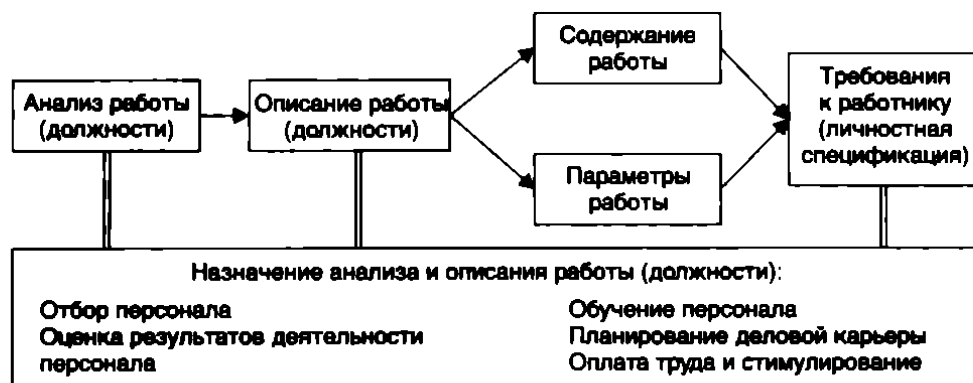 Анализ работы
(должности)
Описание работы
(должности)
Содержание
работы
Параметры
работы
Требования
к работнику
(личностная
спецификация)
Назначение анализа и описания работы (должности):
Отбор персонала
Оценка результатов деятельности
персонала
Обучение персонала
Планирование деловой карьеры
Оплата труда и стимулирование